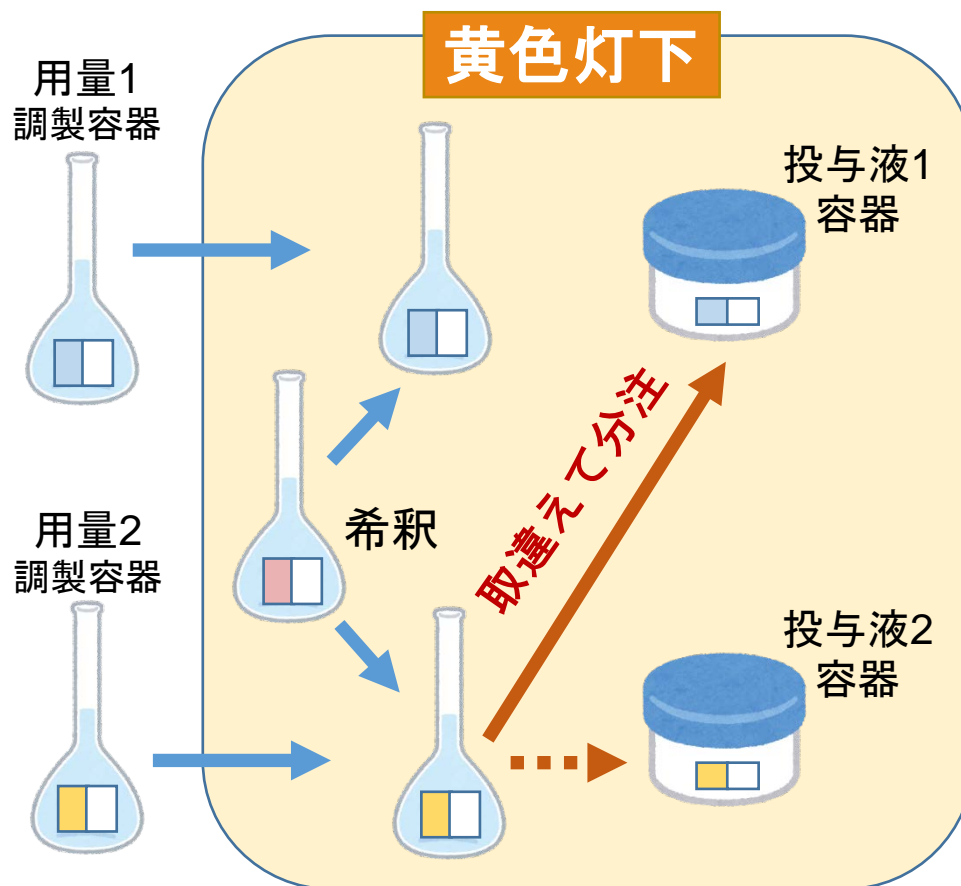 黄色灯下
用量1
調製容器
投与液1
容器
取違えて分注
希釈
用量2
調製容器
投与液2
容器